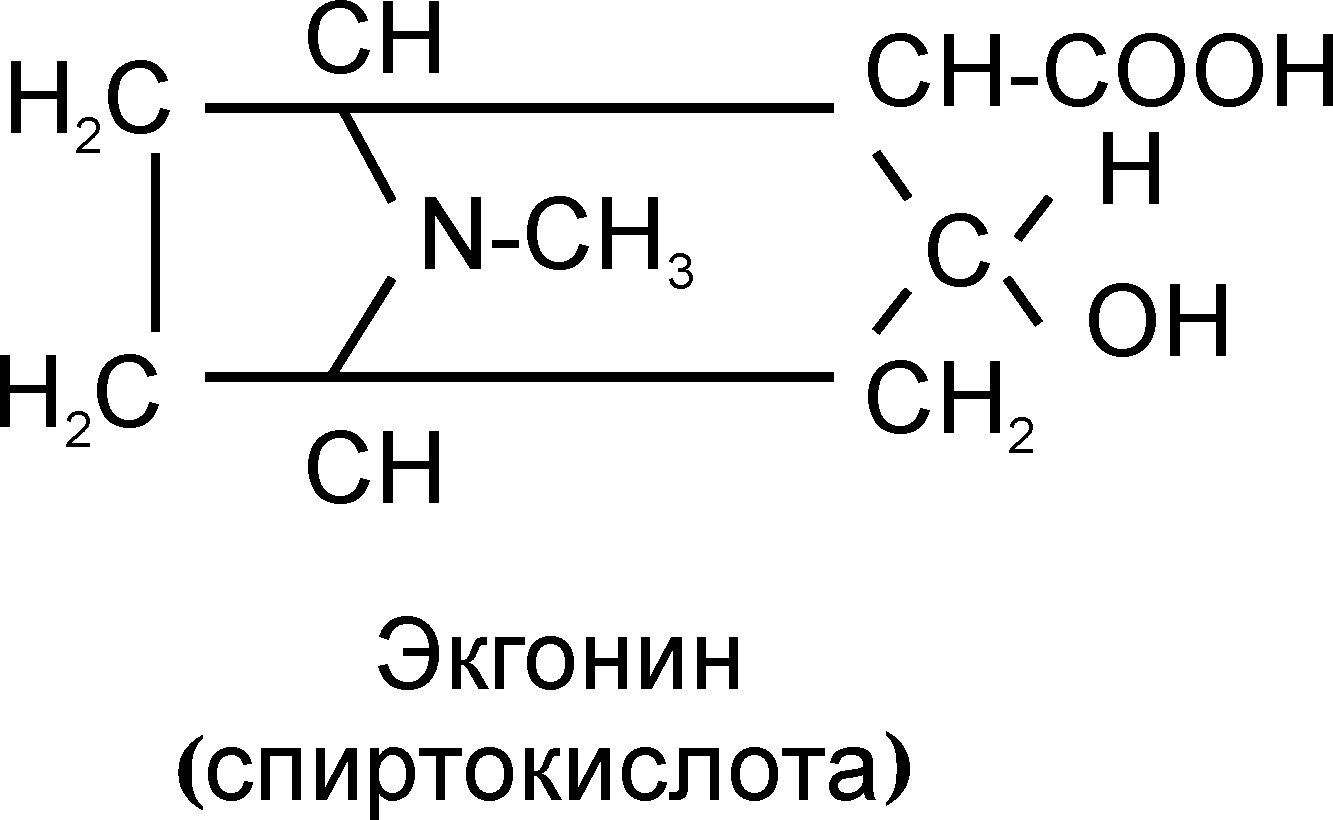 CH
CH-COOH
H₂C
H
N-CH₃
C
OH
H₂C
CH₂
CH
Экгонин
(спиртокислота)